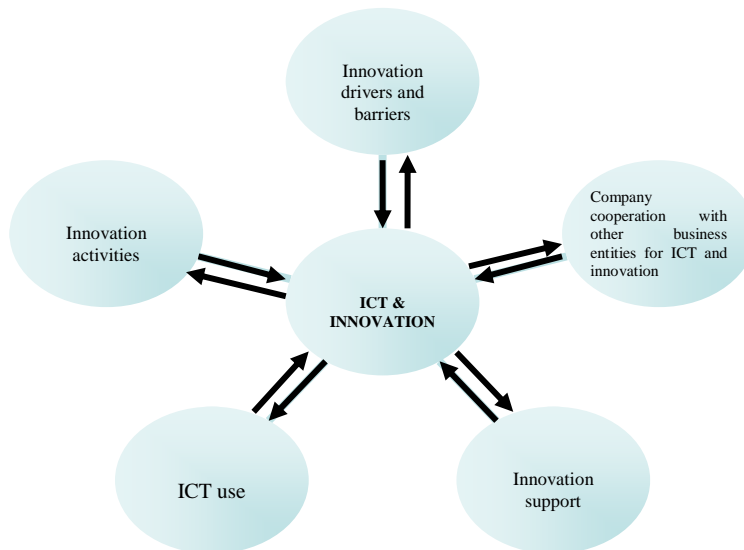 Innovation
drivers and
barriers
Company
cooperation with
other business
entities for ICT and
innovation
Innovation
activities
ICT &
INNOVATION
ICT use
Innovation
support